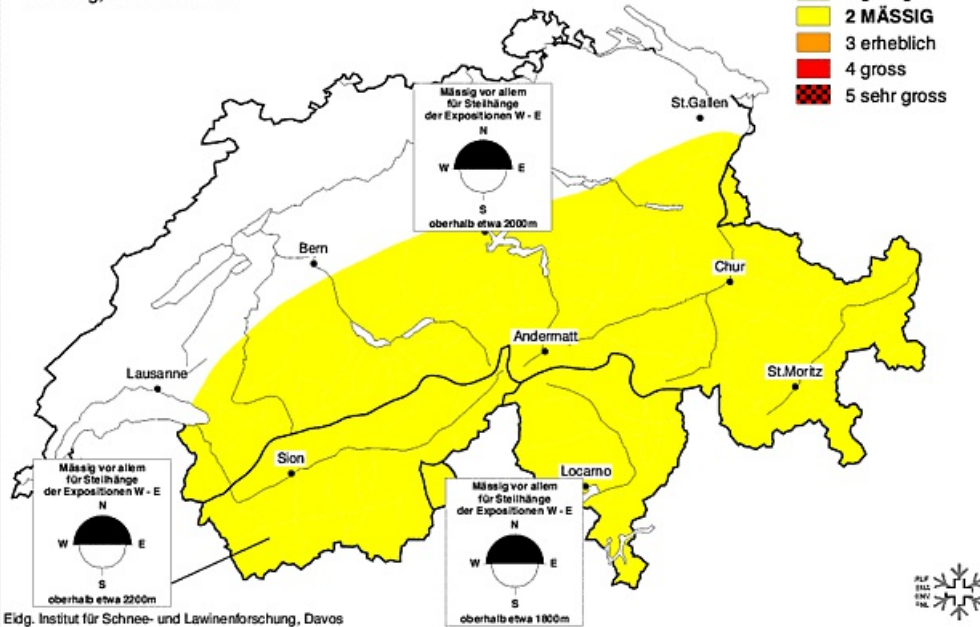 2 MÄSSIG
3 erheblich
4 gross
5 sehr gross
St.Gallen
Mässig vor allem
für Steilhänge
der Expositionen W - E
N
W E
S
oberhalb etwa 2000m
Bern
Chur
Andermatt
Lausanne
St.Moritz
Sion
Locarno
Mässig vor allem
für Steilhänge
der Expositionen W - E
N
W E
S
oberhalb etwa 2200m
Mässig vor allem
für Steilhänge
der Expositionen W - E
N
W E
S
oberhalb etwa 1800m
Eidg. Institut für Schnee- und Lawinenforschung, Davos